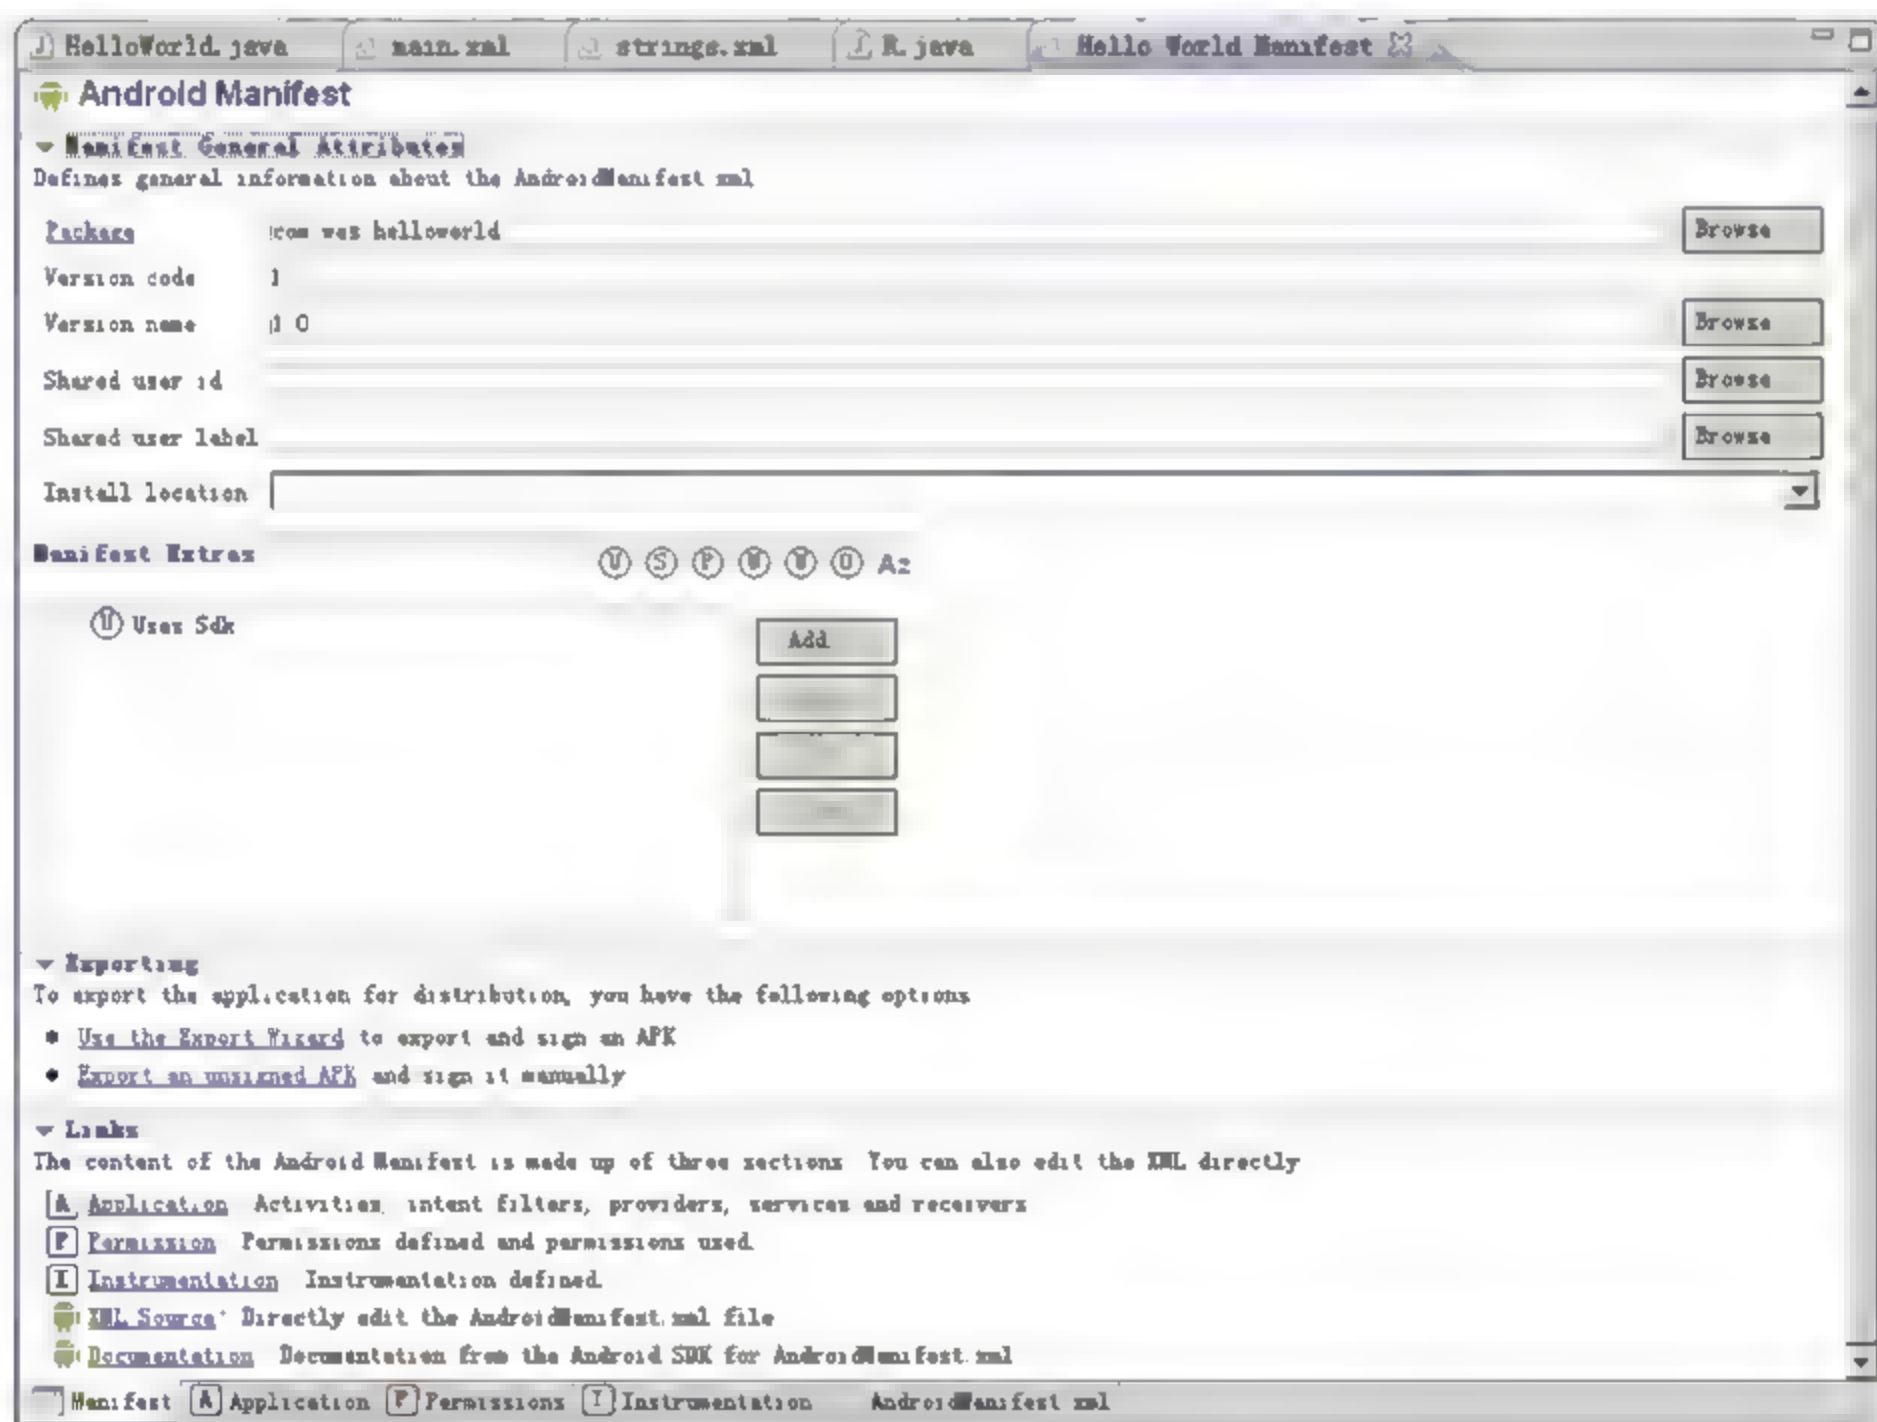 HelloWorld.java main.xml strings.xml R.java Hello World Manifest
Android Manifest
Manifest General Attributes
Defines general information about the AndroidManifest xml
Package com wes helloworld Browse
Version code 1
Version name 1 0 Browse
Shared user id Browse
Shared user label Browse
Install location
Manifest Extras U S P Az
U Uses Sdk
Add
Exporting
To export the application for distribution, you have the following options
Use the Export Wizard to export and sign an APK
Export an unsigned APK and sign it manually
Links
The content of the Android Manifest is made up of three sections You can also edit the XML directly
A Application Activities, intent filters, providers, services and receivers
P Permission Permissions defined and permissions used
I Instrumentation Instrumentation defined
XML Source: Directly edit the AndroidManifest.xml file
Documentation Documentation from the Android SDK for AndroidManifest xml
Manifest A Application P Permissions I Instrumentation AndroidManifest xml